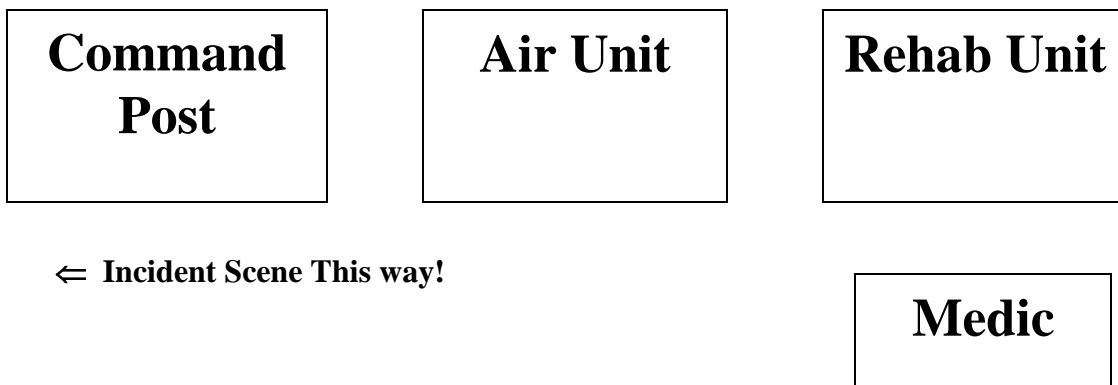 Command
Post
Air Unit
Rehab Unit
⇐ Incident Scene This way!
Medic